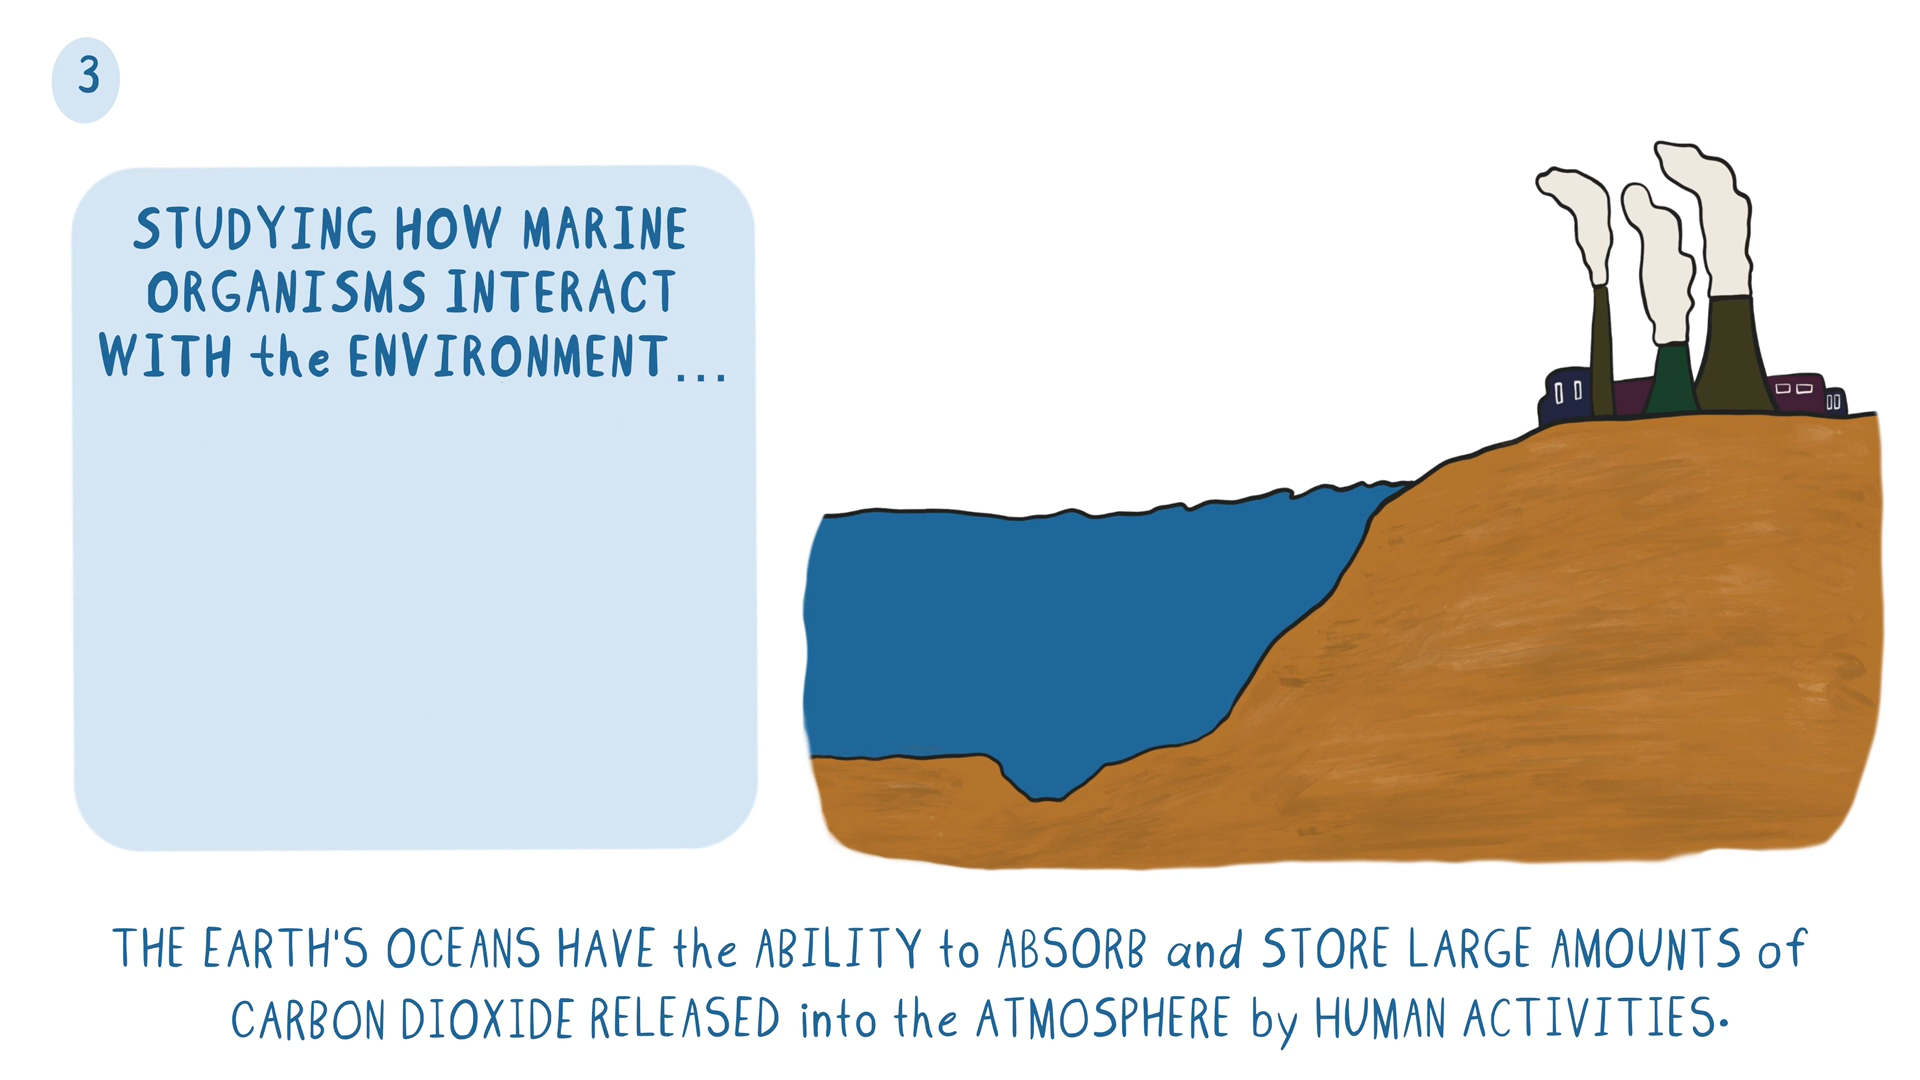 3
STUDYING HOW MARINE
ORGANISMS INTERACT
WITH the ENVIRONMENT...
THE EARTH'S OCEANS HAVE the ABILITY to ABSORB and STORE LARGE AMOUNTS of
CARBON DIOXIDE RELEASED into the ATMOSPHERE by HUMAN ACTIVITIES.